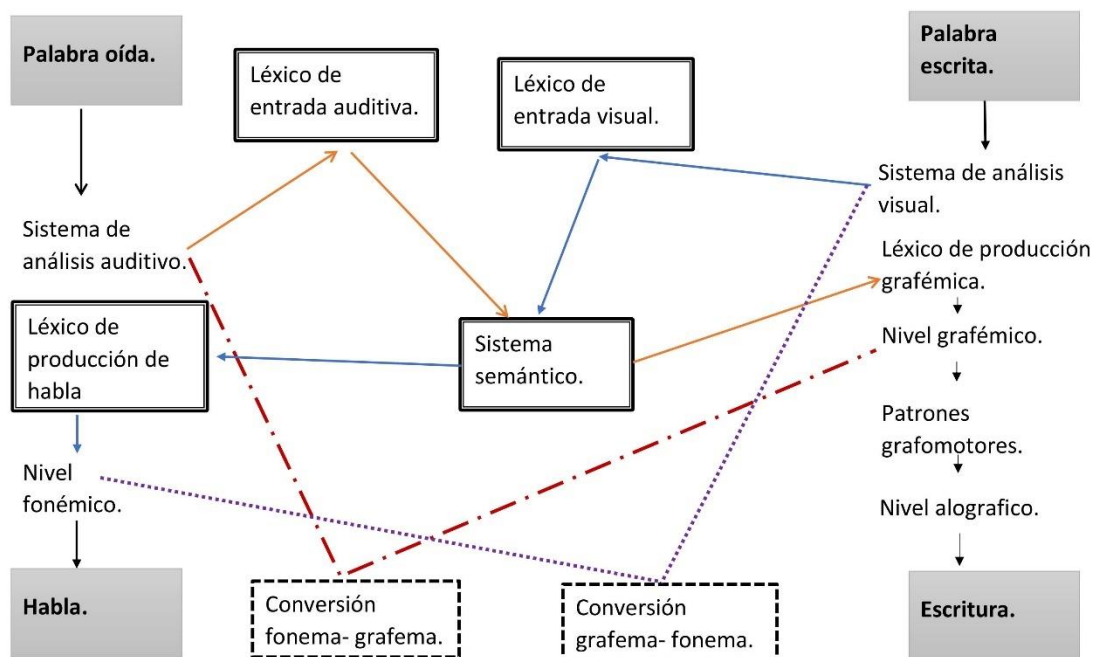 Palabra oída.
Léxico de
entrada auditiva.
Léxico de
entrada visual.
Palabra
escrita.
Sistema de
análisis auditivo.
Sistema de análisis
visual.
Léxico de producción
grafémica.
Léxico de
producción de
habla
Sistema
semántico.
Nivel grafémico.
Patrones
grafomotores.
Nivel
fonémico.
Nivel alografico.
Habla.
Conversión
fonema- grafema.
Conversión
grafema- fonema.
Escritura.